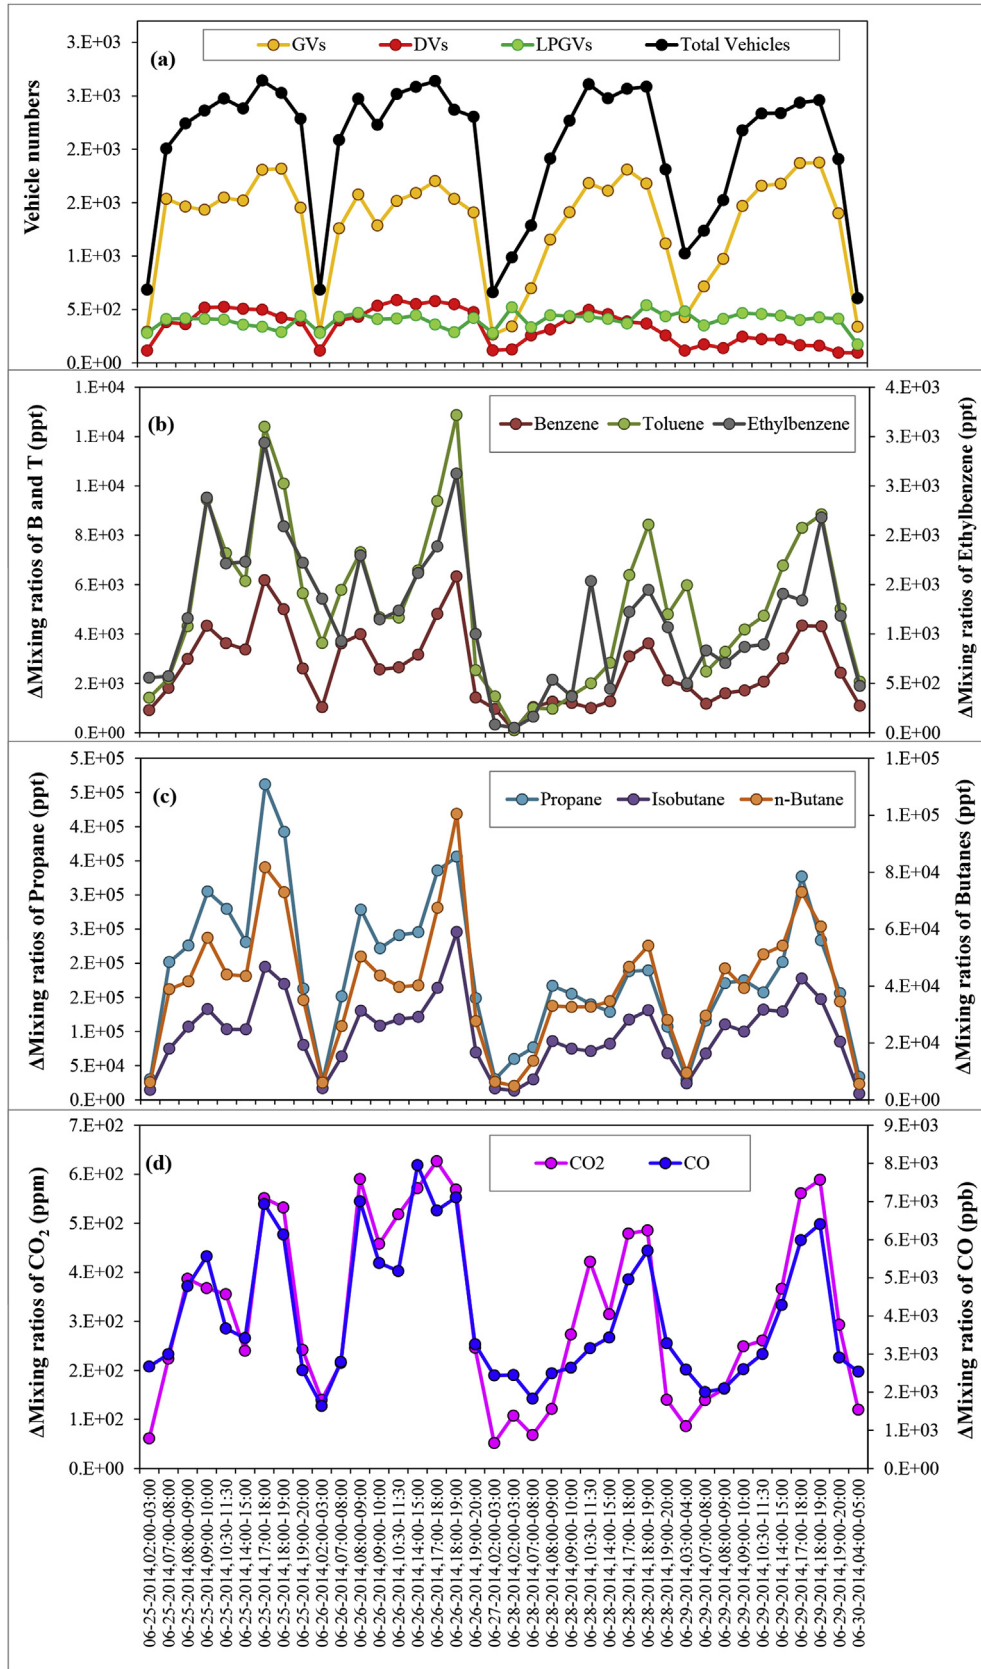 3.E+03
3.E+03
2.E+03
2.E+03
1.E+03
5.E+02
0.E+00
Vehicle numbers
(a)
GVs
DVs
LPGVs
Total Vehicles
1.E+04
1.E+04
1.E+04
8.E+03
6.E+03
4.E+03
2.E+03
0.E+00
ΔMixing ratios of B and T (ppt)
(b)
Benzene
Toluene
Ethylbenzene
4.E+03
3.E+03
3.E+03
2.E+03
2.E+03
1.E+03
5.E+02
0.E+00
ΔMixing ratios of Ethylbenzene (ppt)
5.E+05
5.E+05
4.E+05
4.E+05
3.E+05
3.E+05
2.E+05
2.E+05
1.E+05
5.E+04
0.E+00
ΔMixing ratios of Propane (ppt)
(c)
Propane
Isobutane
n-Butane
1.E+05
1.E+05
8.E+04
6.E+04
4.E+04
2.E+04
0.E+00
ΔMixing ratios of Butanes (ppt)
7.E+02
6.E+02
5.E+02
4.E+02
3.E+02
2.E+02
1.E+02
0.E+00
ΔMixing ratios of CO₂ (ppm)
(d)
CO2
CO
9.E+03
8.E+03
7.E+03
6.E+03
5.E+03
4.E+03
3.E+03
2.E+03
1.E+03
0.E+00
ΔMixing ratios of CO (ppb)
06-25-2014,02:00-03:00
06-25-2014,07:00-08:00
06-25-2014,08:00-09:00
06-25-2014,09:00-10:00
06-25-2014,10:30-11:30
06-25-2014,14:00-15:00
06-25-2014,17:00-18:00
06-25-2014,18:00-19:00
06-25-2014,19:00-20:00
06-26-2014,02:00-03:00
06-26-2014,07:00-08:00
06-26-2014,08:00-09:00
06-26-2014,09:00-10:00
06-26-2014,10:30-11:30
06-26-2014,14:00-15:00
06-26-2014,17:00-18:00
06-26-2014,18:00-19:00
06-26-2014,19:00-20:00
06-27-2014,02:00-03:00
06-28-2014,02:00-03:00
06-28-2014,07:00-08:00
06-28-2014,08:00-09:00
06-28-2014,09:00-10:00
06-28-2014,10:30-11:30
06-28-2014,14:00-15:00
06-28-2014,17:00-18:00
06-28-2014,18:00-19:00
06-28-2014,19:00-20:00
06-29-2014,03:00-04:00
06-29-2014,07:00-08:00
06-29-2014,08:00-09:00
06-29-2014,09:00-10:00
06-29-2014,10:30-11:30
06-29-2014,14:00-15:00
06-29-2014,17:00-18:00
06-29-2014,18:00-19:00
06-29-2014,19:00-20:00
06-30-2014,04:00-05:00